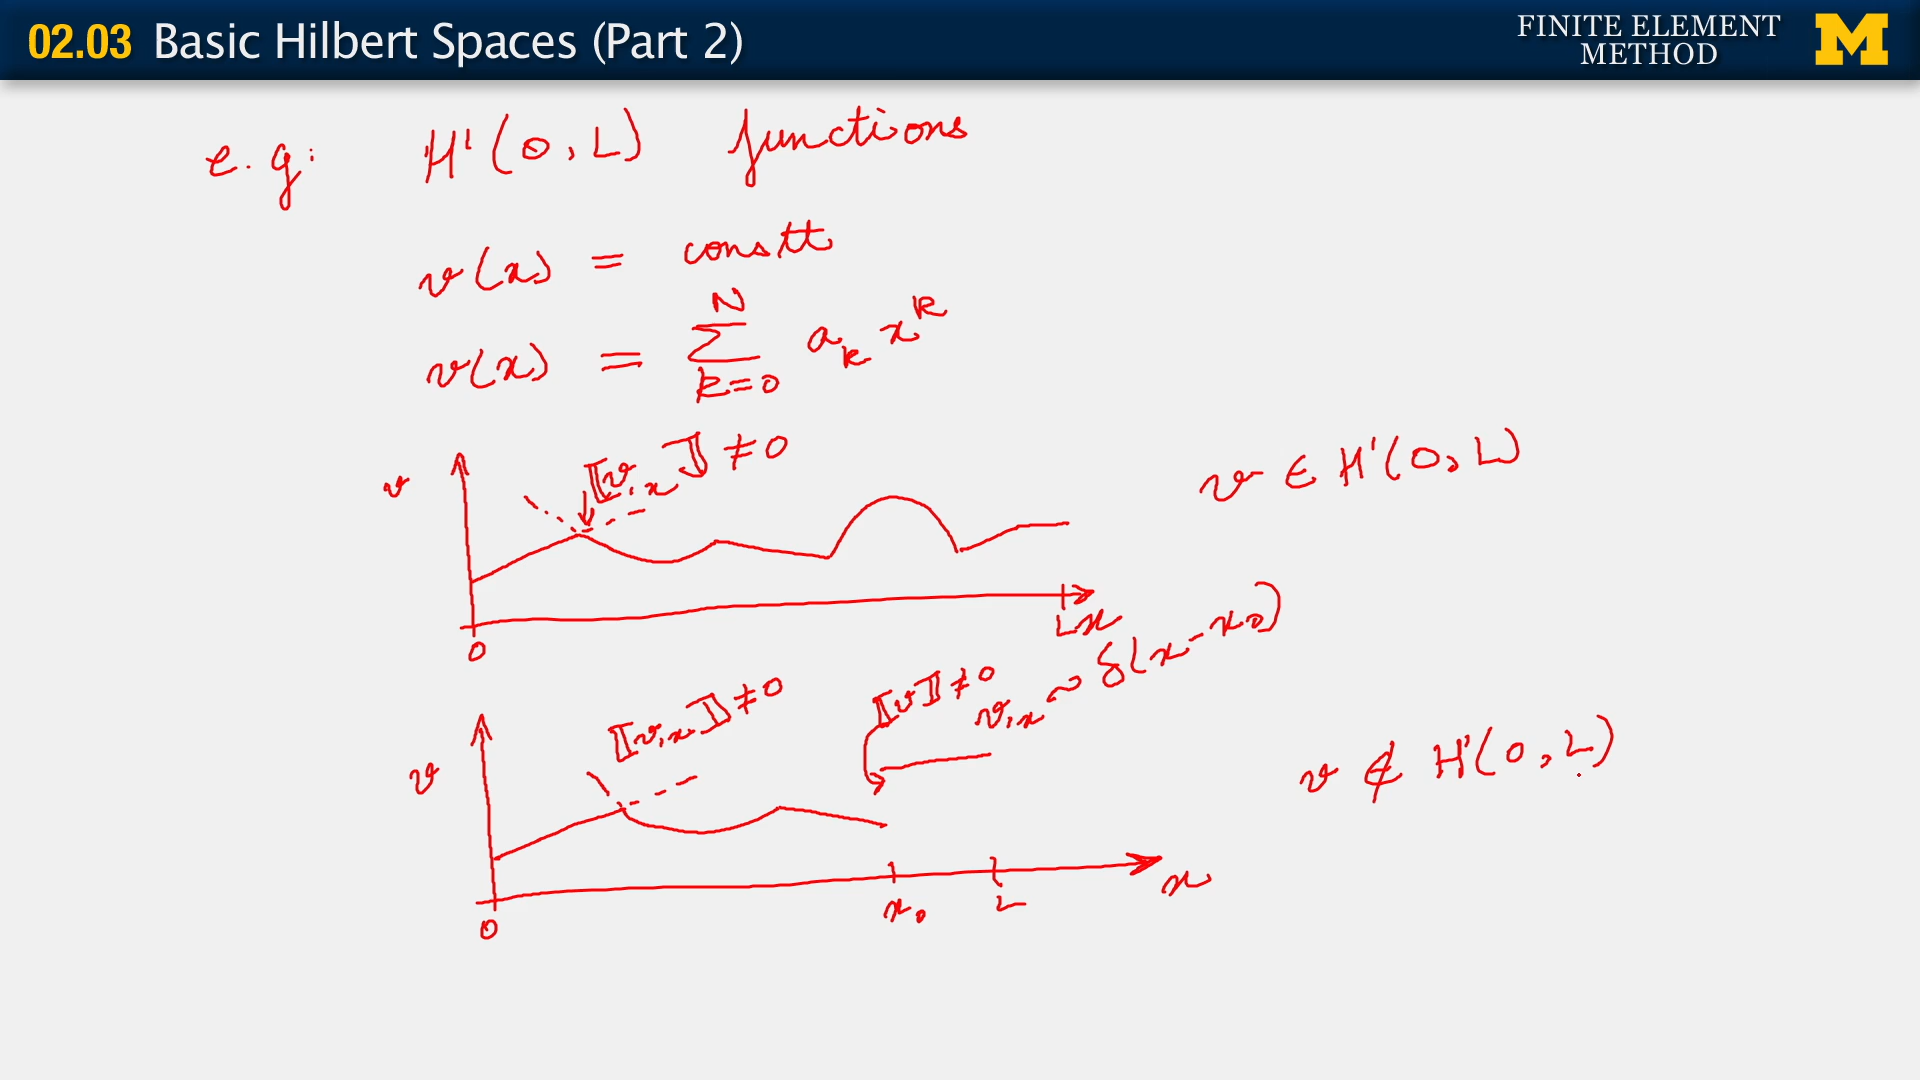 02.03 Basic Hilbert Spaces (Part 2)
FINITE ELEMENT
METHOD
M
e.g: H¹(0,L) functions
v(x) = constt.
v(x) = ∑_{k=0}^{N} a_k x^k
v
⟦v,x⟧ ≠ 0
v ∈ H¹(0,L)
0
L x
v
⟦v,x⟧ ≠ 0
⟦v⟧ ≠ 0
v,x ~ δ(x-x₀)
v ∉ H¹(0,L)
0
x₀
L
x